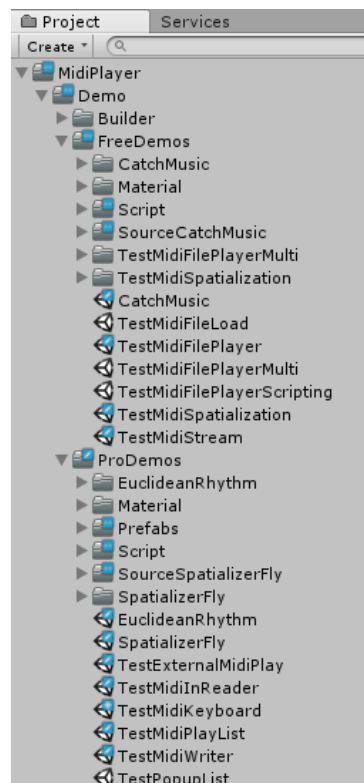 Project Services
Create
MidiPlayer
Demo
Builder
FreeDemos
CatchMusic
Material
Script
SourceCatchMusic
TestMidiFilePlayerMulti
TestMidiSpatialization
CatchMusic
TestMidiFileLoad
TestMidiFilePlayer
TestMidiFilePlayerMulti
TestMidiFilePlayerScripting
TestMidiSpatialization
TestMidiStream
ProDemos
EuclideanRhythm
Material
Prefabs
Script
SourceSpatializerFly
SpatializerFly
EuclideanRhythm
SpatializerFly
TestExternalMidiPlay
TestMidiInReader
TestMidiKeyboard
TestMidiPlayList
TestMidiWriter
TestPopupList